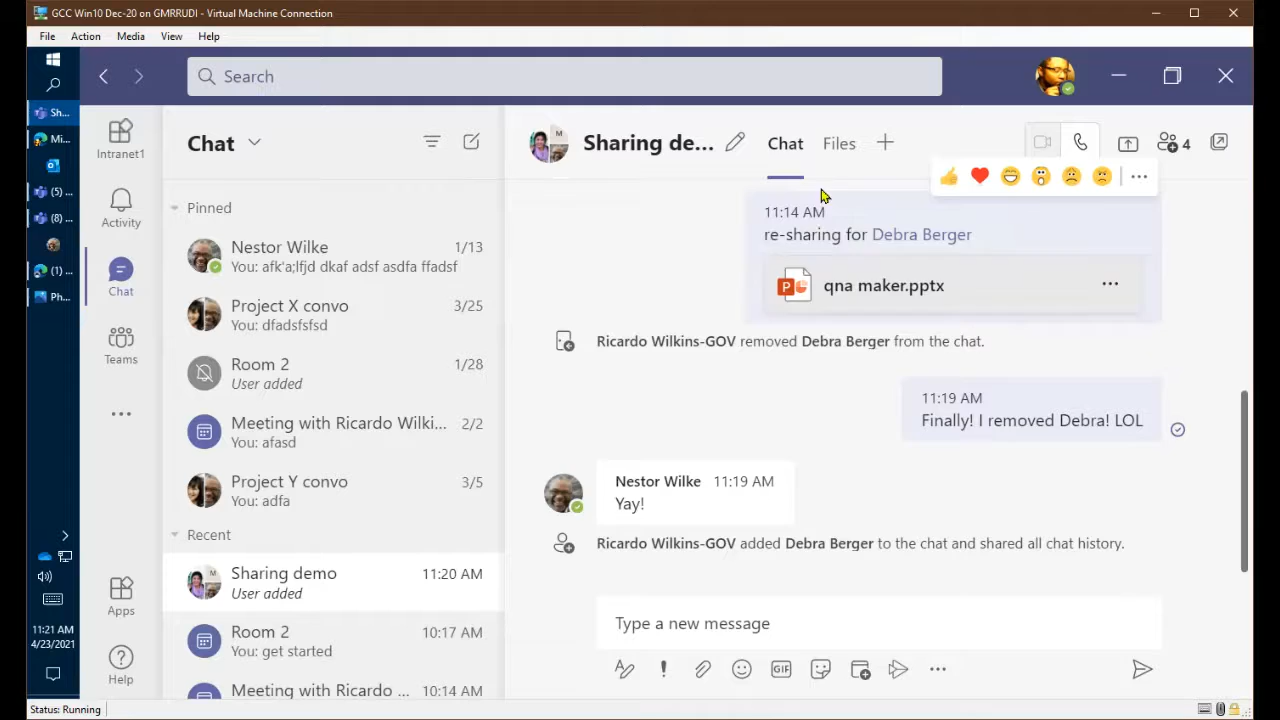 GCC Win10 Dec-20 on GMRRUDI - Virtual Machine Connection
File Action Media View Help
Search
Sh...
Mi...
(5) ...
(8) ...
(1) ...
Ph...
11:21 AM
4/23/2021
Intranet1
Activity
Chat
Teams
Apps
Help
Chat
Pinned
Nestor Wilke 1/13
You: afk'a;lfjd dkaf adsf asdfa ffadsf
Project X convo 3/25
You: dfadsfsfsd
Room 2 1/28
User added
Meeting with Ricardo Wilki... 2/2
You: afasd
Project Y convo 3/5
You: adfa
Recent
Sharing demo 11:20 AM
User added
Room 2 10:17 AM
You: get started
Meeting with Ricardo ... 10:14 AM
M
Sharing de... Chat Files 4
11:14 AM
re-sharing for Debra Berger
P qna maker.pptx
Ricardo Wilkins-GOV removed Debra Berger from the chat.
11:19 AM
Finally! I removed Debra! LOL
Nestor Wilke 11:19 AM
Yay!
Ricardo Wilkins-GOV added Debra Berger to the chat and shared all chat history.
Type a new message
GIF
Status: Running